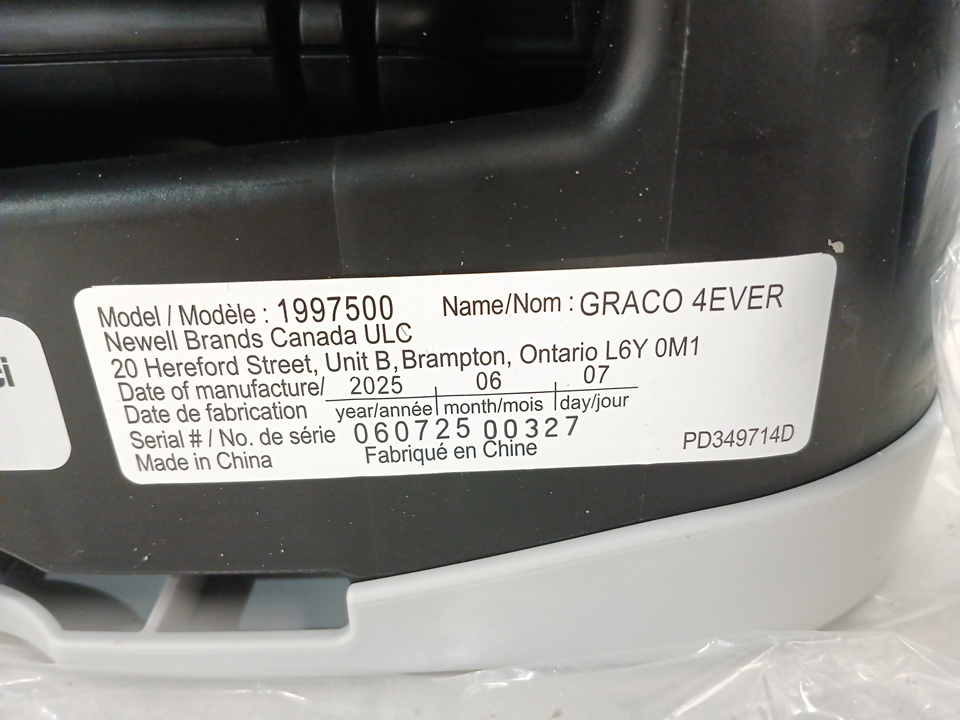 Model / Modèle : 1997500 Name/Nom : GRACO 4EVER
Newell Brands Canada ULC
20 Hereford Street, Unit B, Brampton, Ontario L6Y 0M1
Date of manufacture/ 2025 06 07
Date de fabrication year/année month/mois day/jour
Serial # / No. de série 060725 00327
Made in China Fabriqué en Chine PD349714D